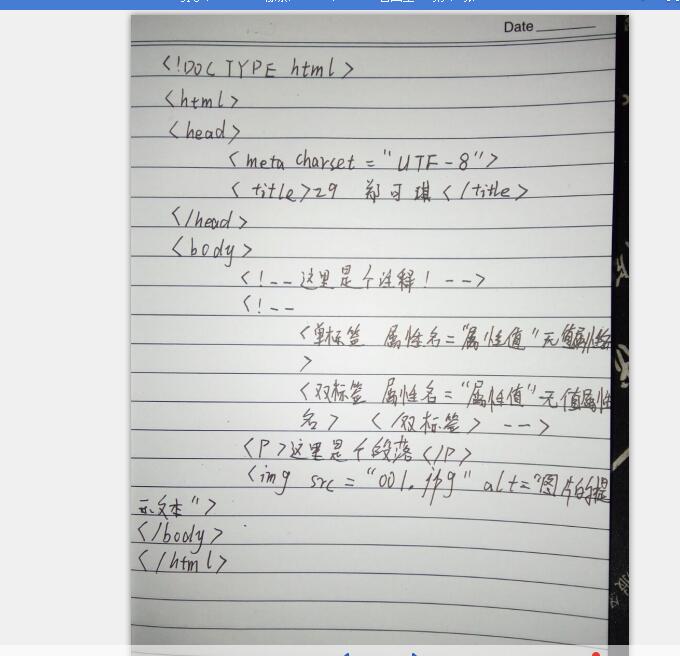 Date
<!DOCTYPE html>
<html>
<head>
<meta charset="UTF-8">
<title>29 郑可琪</title>
</head>
<body>
<!--这里是个注释!-->
<!--
<单标签 属性名="属性值"无值属性名
>
<双标签 属性名="属性值"无值属性
名> </双标签> -->
<P>这里是个段落</P>
<img src="001.jpg" alt="图片的提
示文本">
</body>
</html>